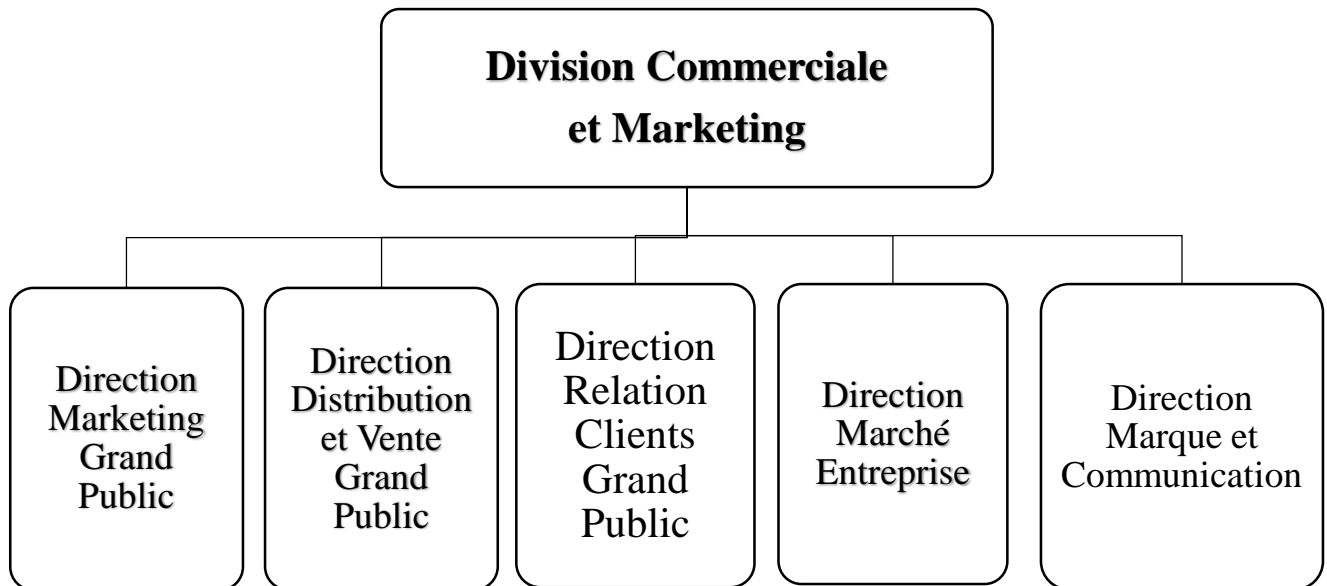 Division Commerciale
et Marketing
Direction
Marketing
Grand
Public
Direction
Distribution
et Vente
Grand
Public
Direction
Relation
Clients
Grand
Public
Direction
Marché
Entreprise
Direction
Marque et
Communication